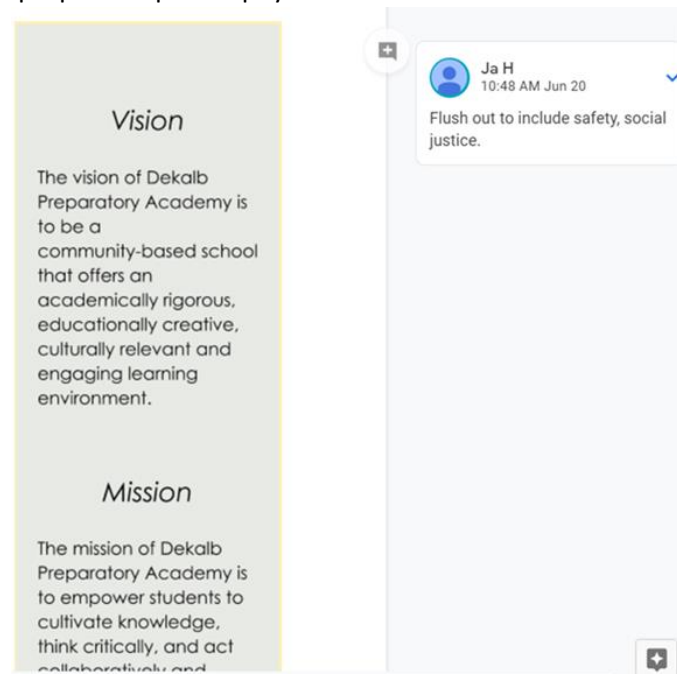 Vision
The vision of Dekalb
Preparatory Academy is
to be a
community-based school
that offers an
academically rigorous,
educationally creative,
culturally relevant and
engaging learning
environment.
Mission
The mission of Dekalb
Preparatory Academy is
to empower students to
cultivate knowledge,
think critically, and act
collaboratively and
Ja H
10:48 AM Jun 20
Flush out to include safety, social
justice.